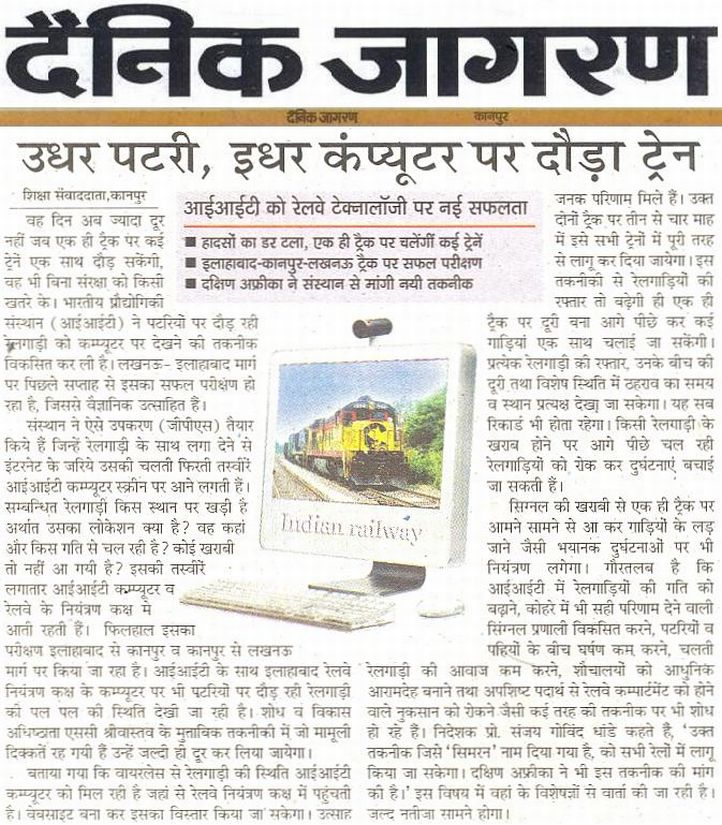 दैनिक जागरण
दैनिक जागरण कानपुर
उधर पटरी, इधर कंप्यूटर पर दौड़ा ट्रेन
शिक्षा संवाददाता,कानपुर
वह दिन अब ज्यादा दूर
नहीं जब एक ही ट्रैक पर कई
ट्रेनें एक साथ दौड़ सकेंगी,
वह भी बिना संरक्षा को किसी
खतरे के। भारतीय प्रौद्योगिकी
संस्थान (आईआईटी) ने पटरियों पर दौड़ रही
रेलगाड़ी को कम्प्यूटर पर देखने की तकनीक
विकसित कर ली है। लखनऊ- इलाहाबाद मार्ग
पर पिछले सप्ताह से इसका सफल परीक्षण हो
रहा है, जिससे वैज्ञानिक उत्साहित हैं।
संस्थान ने ऐसे उपकरण (जीपीएस) तैयार
किये हैं जिन्हें रेलगाड़ी के साथ लगा देने से
इंटरनेट के जरिये उसकी चलती फिरती तस्वीरें
आईआईटी कम्प्यूटर स्क्रीन पर आने लगती हैं।
सम्बन्धित रेलगाड़ी किस स्थान पर खड़ी है
अर्थात उसका लोकेशन क्या है? वह कहां
और किस गति से चल रही है? कोई खराबी
तो नहीं आ गयी है? इसकी तस्वीरें
लगातार आईआईटी कम्प्यूटर व
रेलवे के नियंत्रण कक्ष मे
आती रहती हैं। फिलहाल इसका
परीक्षण इलाहाबाद से कानपुर व कानपुर से लखनऊ
मार्ग पर किया जा रहा है। आईआईटी के साथ इलाहाबाद रेलवे
नियंत्रण कक्ष के कम्प्यूटर पर भी पटरियों पर दौड़ रही रेलगाड़ी
की पल पल की स्थिति देखी जा रही है। शोध व विकास
अधिष्ठाता एससी श्रीवास्तव के मुताबिक तकनीकी में जो मामूली
दिक्कतें रह गयी हैं उन्हें जल्दी ही दूर कर लिया जायेगा।
बताया गया कि वायरलेस से रेलगाड़ी की स्थिति आईआईटी
कम्प्यूटर को मिल रही है जहां से रेलवे नियंत्रण कक्ष में पहुंचती
है। वेबसाइट बना कर इसका विस्तार किया जा सकेगा। उत्साह
आईआईटी को रेलवे टेक्नालॉजी पर नई सफलता
■ हादसों का डर टला, एक ही ट्रैक पर चलेंगीं कई ट्रेनें
■ इलाहाबाद-कानपुर-लखनऊ ट्रैक पर सफल परीक्षण
■ दक्षिण अफ्रीका ने संस्थान से मांगी नयी तकनीक
Indian railway
जनक परिणाम मिले हैं। उक्त
दोनों ट्रैक पर तीन से चार माह
में इसे सभी ट्रेनों में पूरी तरह
से लागू कर दिया जायेगा। इस
तकनीकी से रेलगाड़ियों की
रफ्तार तो बढ़ेगी ही एक ही
ट्रैक पर दूरी बना आगे पीछे कर कई
गाड़ियां एक साथ चलाई जा सकेंगी।
प्रत्येक रेलगाड़ी की रफ्तार, उनके बीच की
दूरी तथा विशेष स्थिति में ठहराव का समय
व स्थान प्रत्यक्ष देखा जा सकेगा। यह सब
रिकार्ड भी होता रहेगा। किसी रेलगाड़ी के
खराब होने पर आगे पीछे चल रही
रेलगाड़ियों को रोक कर दुर्घटनाएं बचाई
जा सकती हैं।
सिग्नल की खराबी से एक ही ट्रैक पर
आमने सामने से आ कर गाड़ियों के लड़
जाने जैसी भयानक दुर्घटनाओं पर भी
नियंत्रण लगेगा। गौरतलब है कि
आईआईटी में रेलगाड़ियों की गति को
बढ़ाने, कोहरे में भी सही परिणाम देने वाली
सिंग्नल प्रणाली विकसित करने, पटरियों व
पहियों के बीच घर्षण कम करने, चलती
रेलगाड़ी की आवाज कम करने, शौचालयों को आधुनिक
आरामदेह बनाने तथा अपशिष्ट पदार्थ से रेलवे कम्पार्टमेंट को होने
वाले नुकसान को रोकने जैसी कई तरह की तकनीक पर भी शोध
हो रहे हैं। निदेशक प्रो. संजय गोविंद धांडे कहते हैं, 'उक्त
तकनीक जिसे 'सिमरन' नाम दिया गया है, को सभी रेलों में लागू
किया जा सकेगा। दक्षिण अफ्रीका ने भी इस तकनीक की मांग
की है।' इस विषय में वहां के विशेषज्ञों से वार्ता की जा रही है।
जल्द नतीजा सामने होगा।